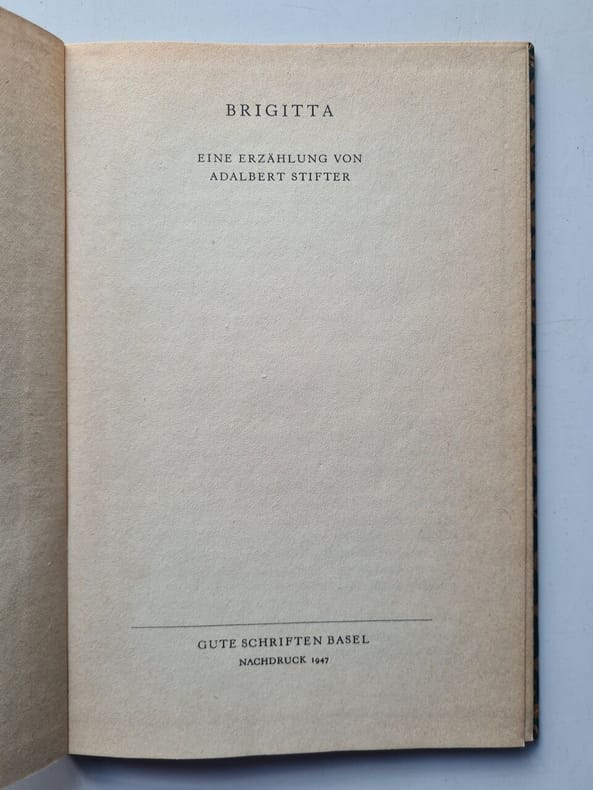 BRIGITTA
EINE ERZÄHLUNG VON
ADALBERT STIFTER
GUTE SCHRIFTEN BASEL
NACHDRUCK 1947